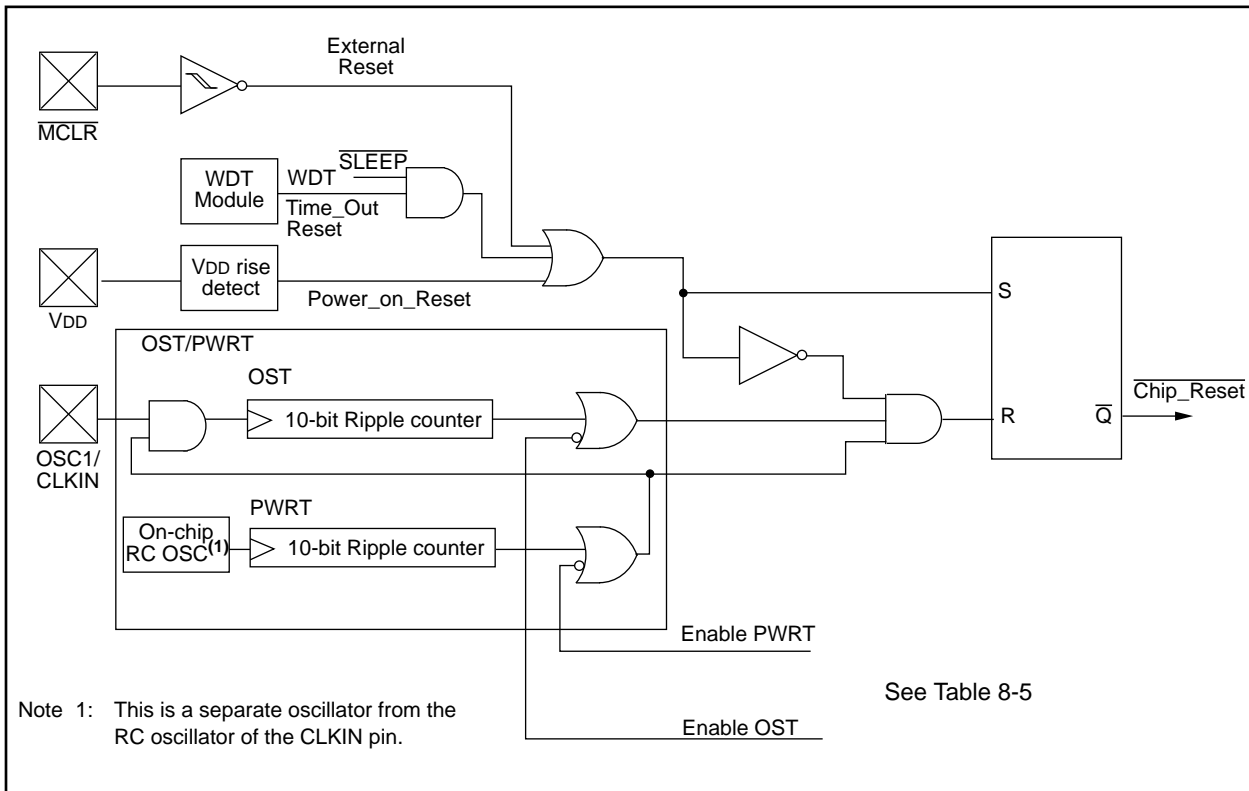 External
Reset
MCLR
SLEEP
WDT
Module
WDT
Time_Out
Reset
VDD rise
detect
Power_on_Reset
VDD
S
OST/PWRT
OST
10-bit Ripple counter
Chip_Reset
R
Q
OSC1/
CLKIN
PWRT
On-chip
RC OSC(1)
10-bit Ripple counter
Enable PWRT
See Table 8-5
Note 1: This is a separate oscillator from the
RC oscillator of the CLKIN pin.
Enable OST